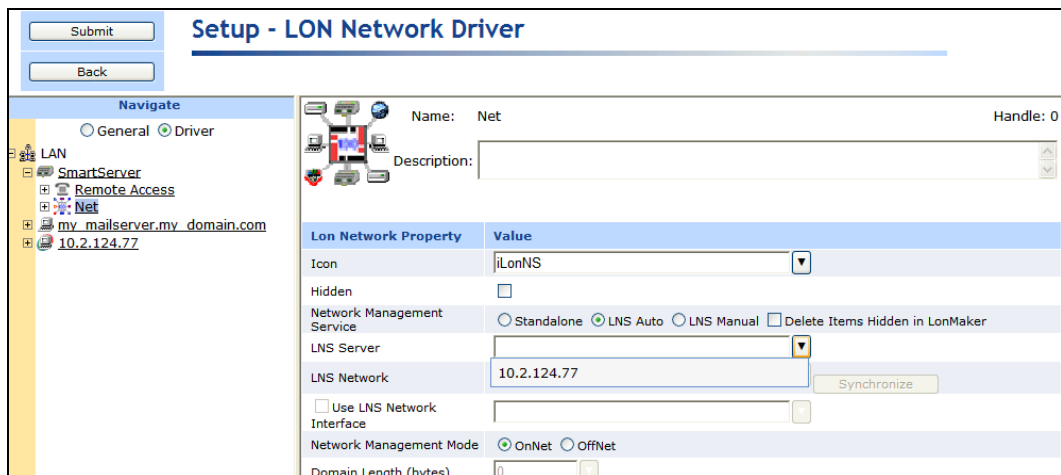 Submit
Setup - LON Network Driver
Back
Navigate
General Driver
LAN
SmartServer
Remote Access
Net
my_mailserver.my_domain.com
10.2.124.77
Name: Net Handle: 0
Description:
Lon Network Property Value
Icon iLonNS
Hidden
Network Management Service Standalone LNS Auto LNS Manual Delete Items Hidden in LonMaker
LNS Server
10.2.124.77
LNS Network Synchronize
Use LNS Network Interface
Network Management Mode OnNet OffNet
Domain Length (bytes) 0